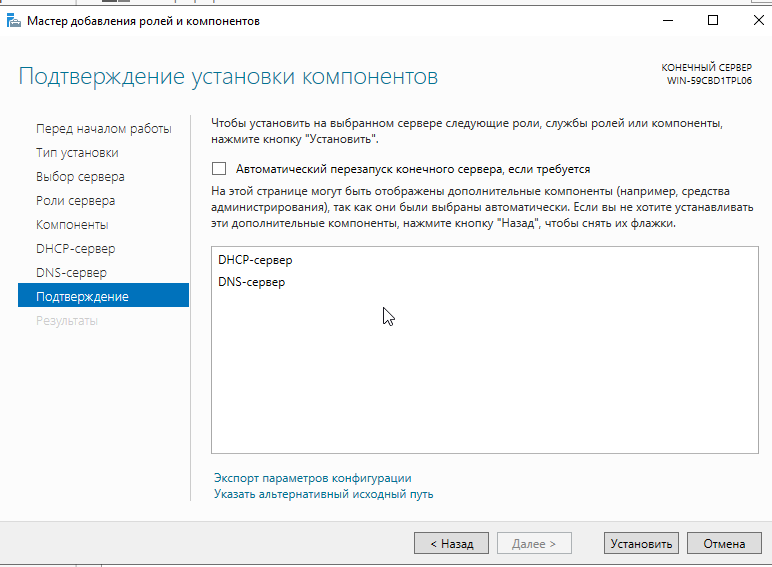 Мастер добавления ролей и компонентов
Подтверждение установки компонентов
КОНЕЧНЫЙ СЕРВЕР
WIN-59CBD1TPL06
Перед началом работы
Тип установки
Выбор сервера
Роли сервера
Компоненты
DHCP-сервер
DNS-сервер
Подтверждение
Результаты
Чтобы установить на выбранном сервере следующие роли, службы ролей или компоненты,
нажмите кнопку "Установить".
Автоматический перезапуск конечного сервера, если требуется
На этой странице могут быть отображены дополнительные компоненты (например, средства
администрирования), так как они были выбраны автоматически. Если вы не хотите устанавливать
эти дополнительные компоненты, нажмите кнопку "Назад", чтобы снять их флажки.
DHCP-сервер
DNS-сервер
Экспорт параметров конфигурации
Указать альтернативный исходный путь
< Назад
Далее >
Установить
Отмена